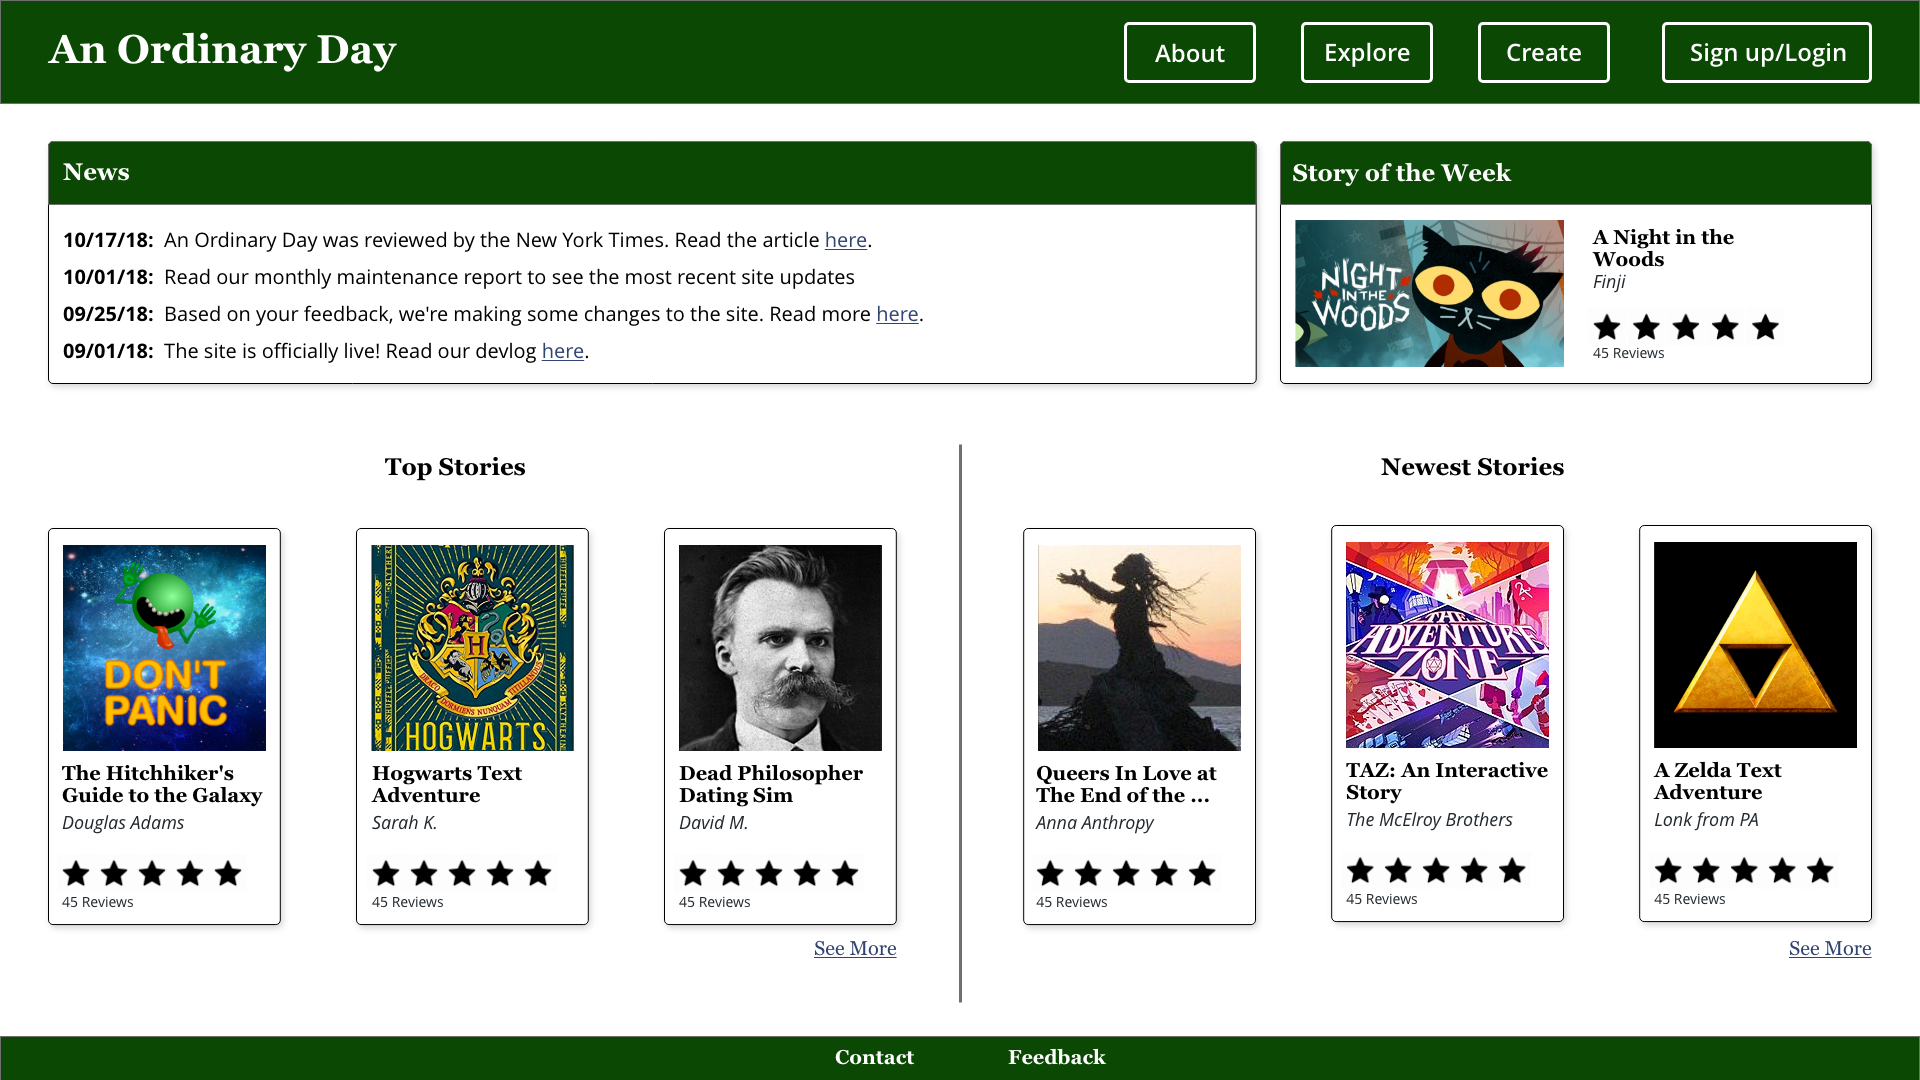 An Ordinary Day
About
Explore
Create
Sign up/Login
News
10/17/18: An Ordinary Day was reviewed by the New York Times. Read the article here.
10/01/18: Read our monthly maintenance report to see the most recent site updates
09/25/18: Based on your feedback, we're making some changes to the site. Read more here.
09/01/18: The site is officially live! Read our devlog here.
Story of the Week
NIGHT
IN THE
WOODS
A Night in the
Woods
Finji
45 Reviews
Top Stories
DON'T
PANIC
The Hitchhiker's
Guide to the Galaxy
Douglas Adams
45 Reviews
H
DRACO
DORMIENS NUNQUAM
TITILLANDUS
HOGWARTS
Hogwarts Text
Adventure
Sarah K.
45 Reviews
Dead Philosopher
Dating Sim
David M.
45 Reviews
See More
Newest Stories
Queers In Love at
The End of the ...
Anna Anthropy
45 Reviews
THE
ADVENTURE
ZONE
TAZ: An Interactive
Story
The McElroy Brothers
45 Reviews
A Zelda Text
Adventure
Lonk from PA
45 Reviews
See More
Contact
Feedback